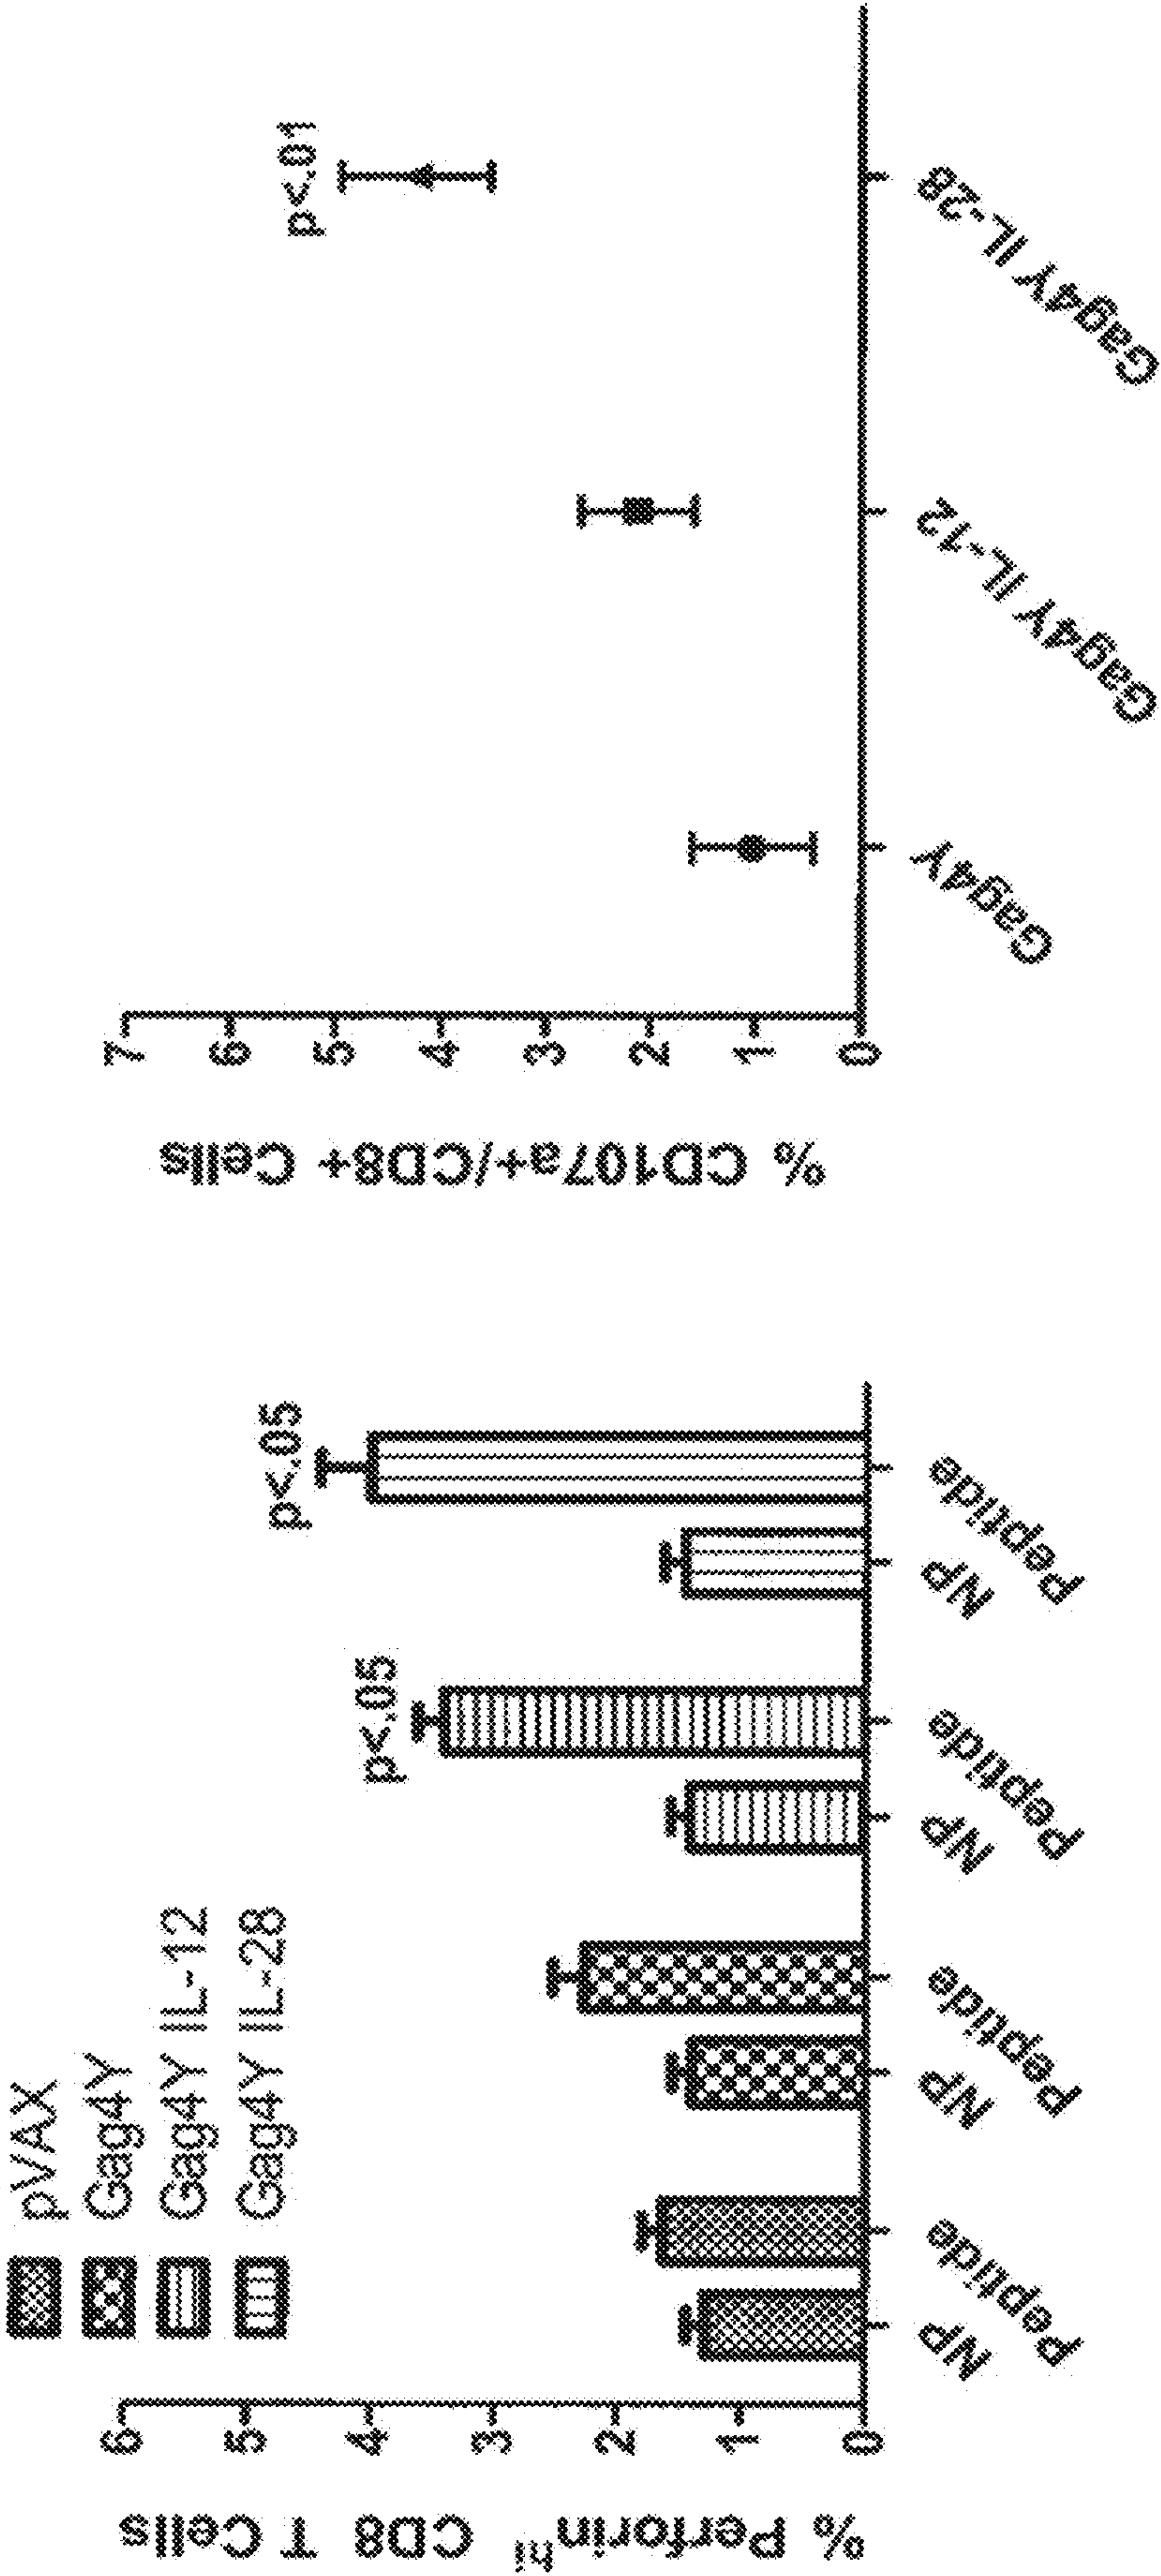 % Perforin^hi CD8 T Cells
6
5
4
3
2
1
0
pVAX
Gag4Y
Gag4Y IL-12
Gag4Y IL-28
p<.05
p<.05
NP
Peptide
NP
Peptide
NP
Peptide
NP
Peptide
% CD107a+/CD8+ Cells
7
6
5
4
3
2
1
0
p<.01
Gag4Y
Gag4Y IL-12
Gag4Y IL-28